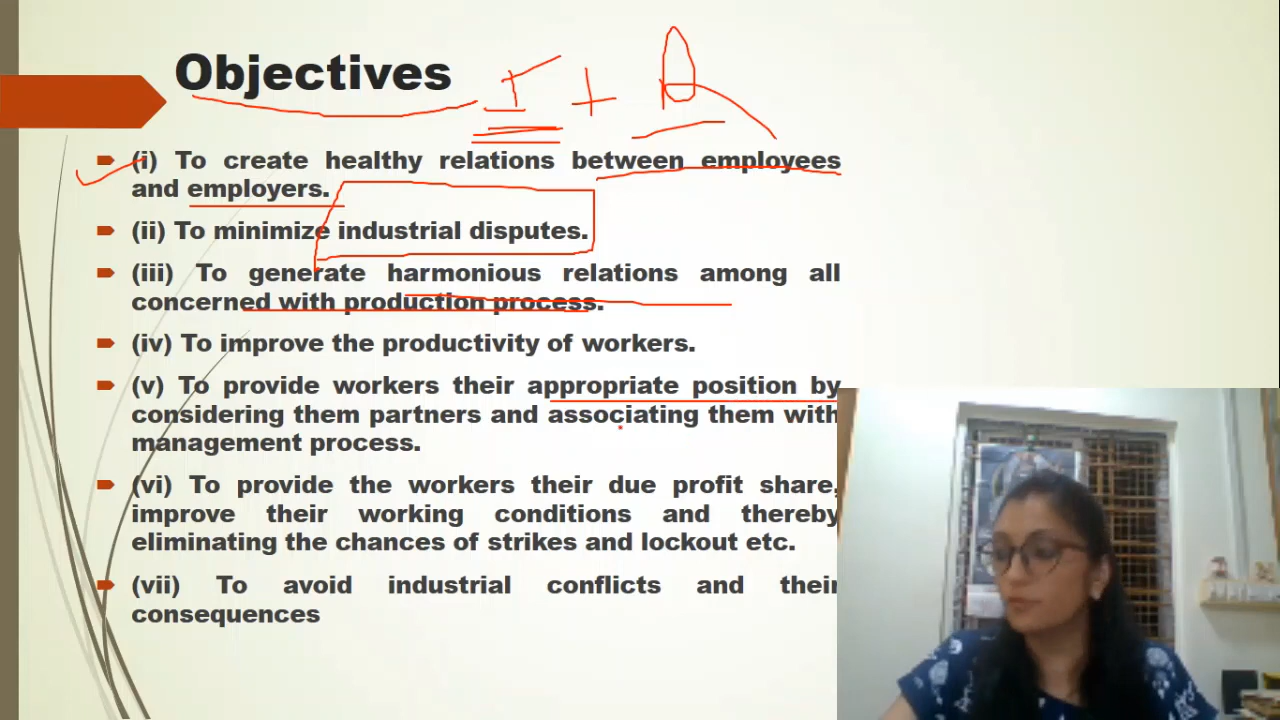 Objectives I + R
(i) To create healthy relations between employees
and employers.
(ii) To minimize industrial disputes.
(iii) To generate harmonious relations among all
concerned with production process.
(iv) To improve the productivity of workers.
(v) To provide workers their appropriate position by
considering them partners and associating them with
management process.
(vi) To provide the workers their due profit share,
improve their working conditions and thereby
eliminating the chances of strikes and lockout etc.
(vii) To avoid industrial conflicts and their
consequences